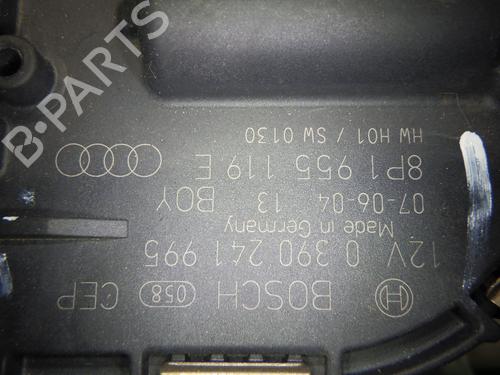 BOSCH 058 CEP
12V 0 390 241 995
Made in Germany
07-06-04 13 BOY
8P1 955 119 E
HW H01 / SW 0130